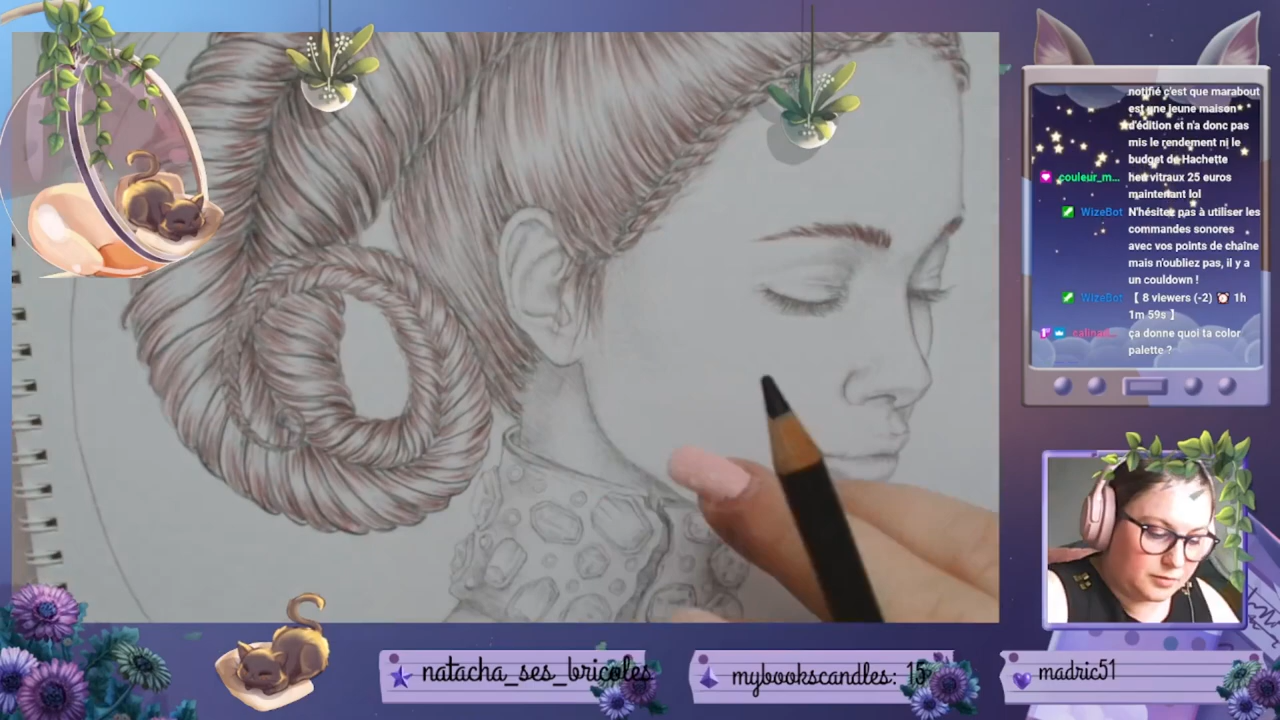 notifié c'est que marabout
est une jeune maison
d'édition et n'a donc pas
mis le rendement ni le
budget de Hachette
couleur_m... heu vitraux 25 euros
maintenant lol
WizeBot N'hésitez pas à utiliser les
commandes sonores
avec vos points de chaîne
mais n'oubliez pas, il y a
un couldown !
WizeBot 【 8 viewers (-2) ⏰ 1h
1m 59s 】
calinad... ça donne quoi ta color
palette ?
natacha_ses_bricoles
mybookscandles: 15
madric51